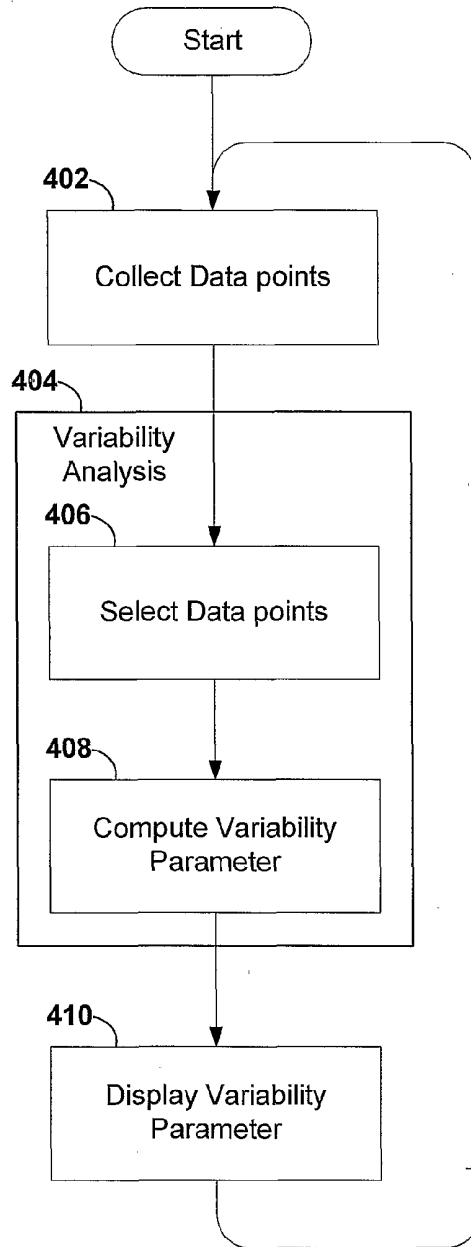 Start
402
Collect Data points
404
Variability
Analysis
406
Select Data points
408
Compute Variability
Parameter
410
Display Variability
Parameter